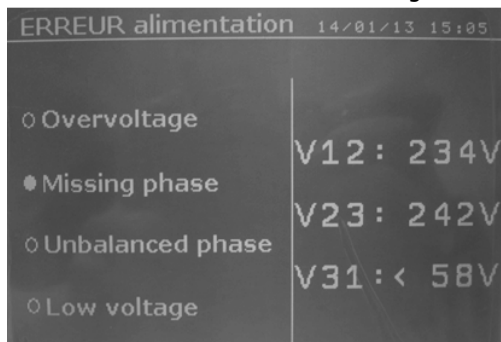 ERREUR alimentation 14/01/13 15:05
Overvoltage
V12: 234V
Missing phase
V23: 242V
Unbalanced phase
V31:< 58V
Low voltage